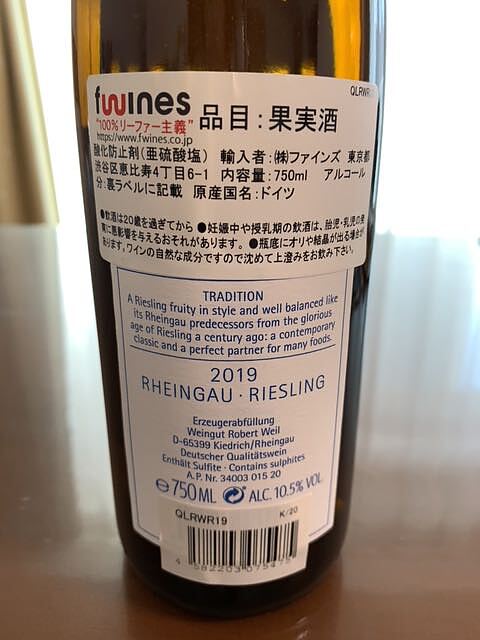 fwines
"100%リーファー主義"
https://www.fwines.co.jp
品目：果実酒
QLRWR
酸化防止剤(亜硫酸塩) 輸入者：㈱ファインズ 東京都
渋谷区恵比寿4丁目6-1 内容量：750ml アルコール
分：裏ラベルに記載 原産国名：ドイツ
●飲酒は20歳を過ぎてから ●妊娠中や授乳期の飲酒は、胎児・乳児の発
育に悪影響を与えるおそれがあります。 ●瓶底にオリや結晶が出る場合が
ありますが、ワインの自然な成分ですので沈めて上澄みをお飲み下さい。
TRADITION
A Riesling fruity in style and well balanced like
its Rheingau predecessors from the glorious
age of Riesling a century ago: a contemporary
classic and a perfect partner for many foods.
2019
RHEINGAU · RIESLING
Erzeugerabfüllung
Weingut Robert Weil
D-65399 Kiedrich/Rheingau
Deutscher Qualitätswein
Enthält Sulfite · Contains sulphites
A.P. Nr. 34003 015 20
℮750ML ALC. 10.5% VOL
QLRWR19 K/20
4 582203 075475